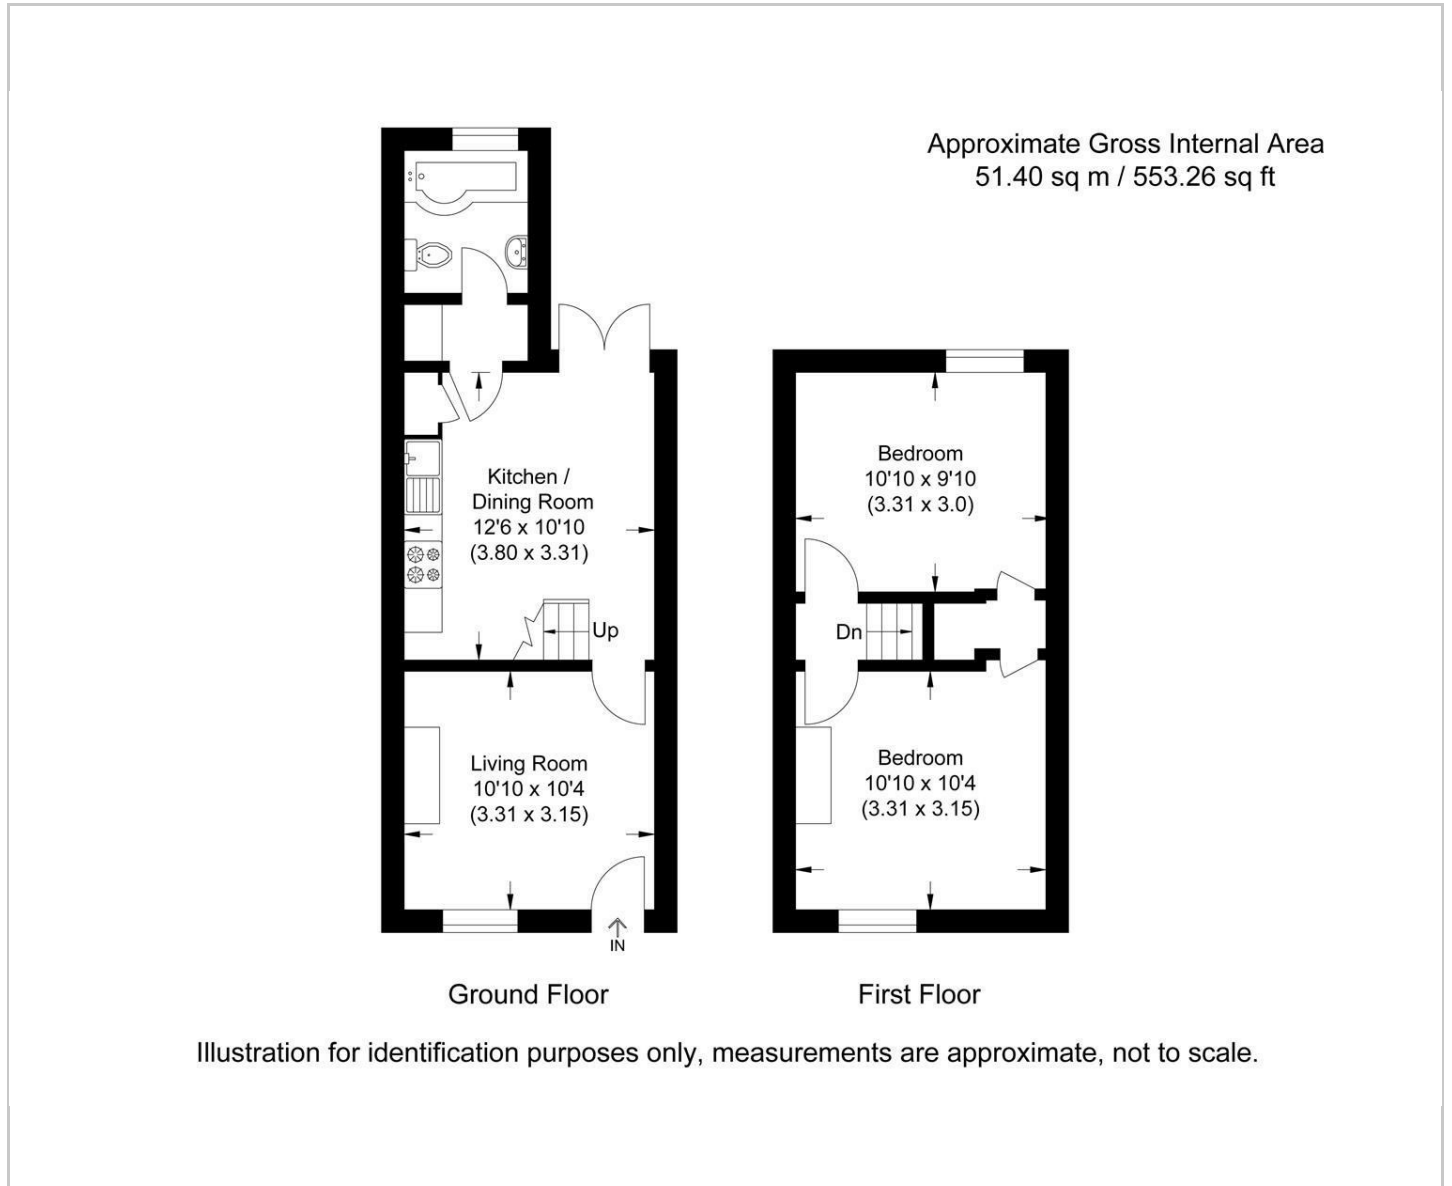 Approximate Gross Internal Area
51.40 sq m / 553.26 sq ft
Kitchen /
Dining Room
12'6 x 10'10
(3.80 x 3.31)
Up
Living Room
10'10 x 10'4
(3.31 x 3.15)
IN
Ground Floor
Bedroom
10'10 x 9'10
(3.31 x 3.0)
Dn
Bedroom
10'10 x 10'4
(3.31 x 3.15)
First Floor
Illustration for identification purposes only, measurements are approximate, not to scale.